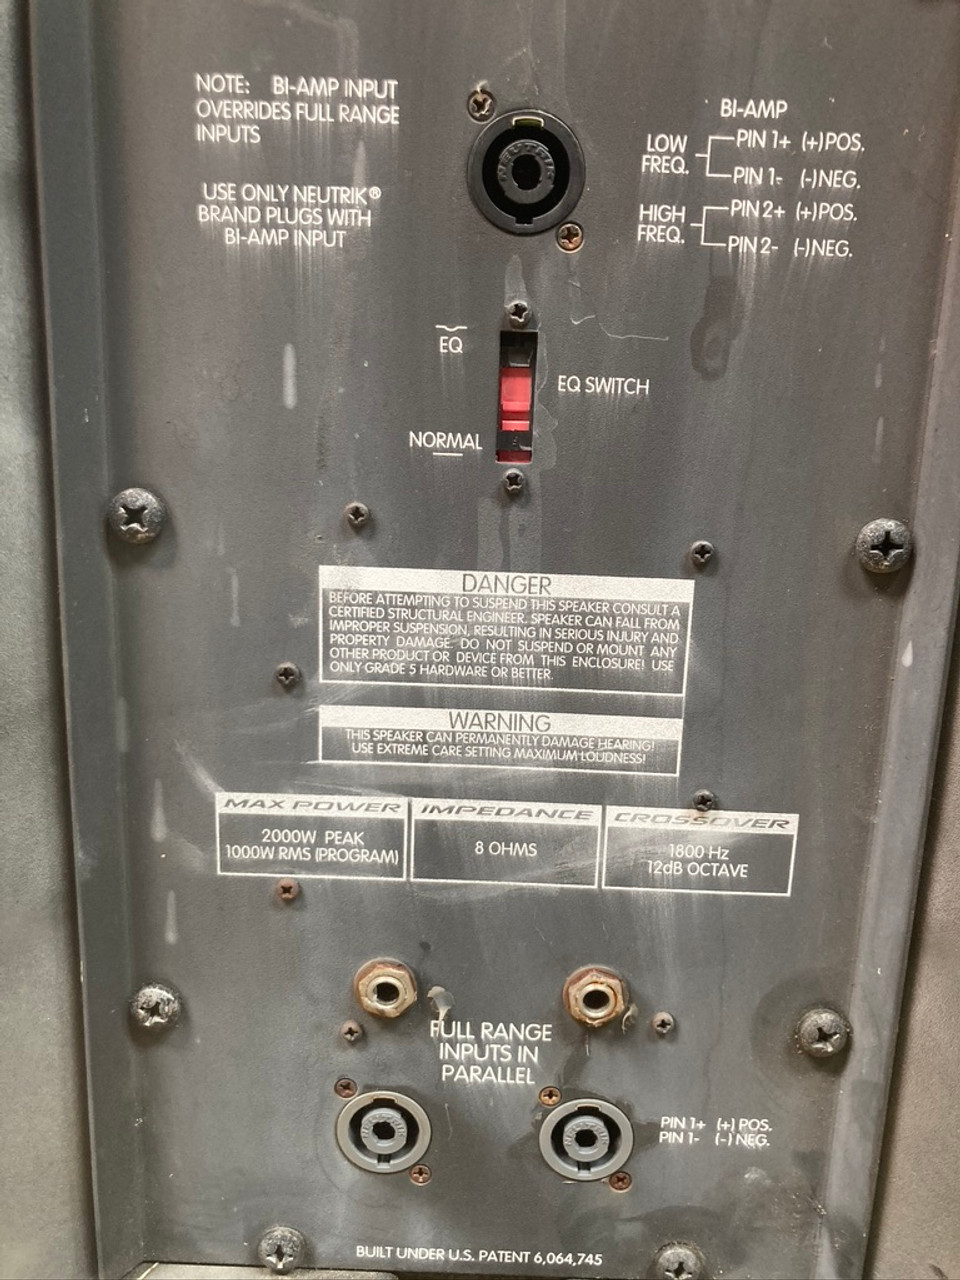 NOTE: BI-AMP INPUT
OVERRIDES FULL RANGE
INPUTS
USE ONLY NEUTRIK®
BRAND PLUGS WITH
BI-AMP INPUT
NEUTRIK
BI-AMP
LOW FREQ.
PIN 1+ (+) POS.
PIN 1- (-) NEG.
HIGH FREQ.
PIN 2+ (+) POS.
PIN 2- (-) NEG.
EQ
EQ SWITCH
NORMAL
DANGER
BEFORE ATTEMPTING TO SUSPEND THIS SPEAKER CONSULT A
CERTIFIED STRUCTURAL ENGINEER. SPEAKER CAN FALL FROM
IMPROPER SUSPENSION, RESULTING IN SERIOUS INJURY AND
PROPERTY DAMAGE. DO NOT SUSPEND OR MOUNT ANY
OTHER PRODUCT OR DEVICE FROM THIS ENCLOSURE! USE
ONLY GRADE 5 HARDWARE OR BETTER.
WARNING
THIS SPEAKER CAN PERMANENTLY DAMAGE HEARING!
USE EXTREME CARE SETTING MAXIMUM LOUDNESS!
MAX POWER
2000W PEAK
1000W RMS (PROGRAM)
IMPEDANCE
8 OHMS
CROSSOVER
1800 Hz
12dB OCTAVE
FULL RANGE
INPUTS IN
PARALLEL
NEUTRIK
NEUTRIK
PIN 1+ (+) POS.
PIN 1- (-) NEG.
BUILT UNDER U.S. PATENT 6,064,745